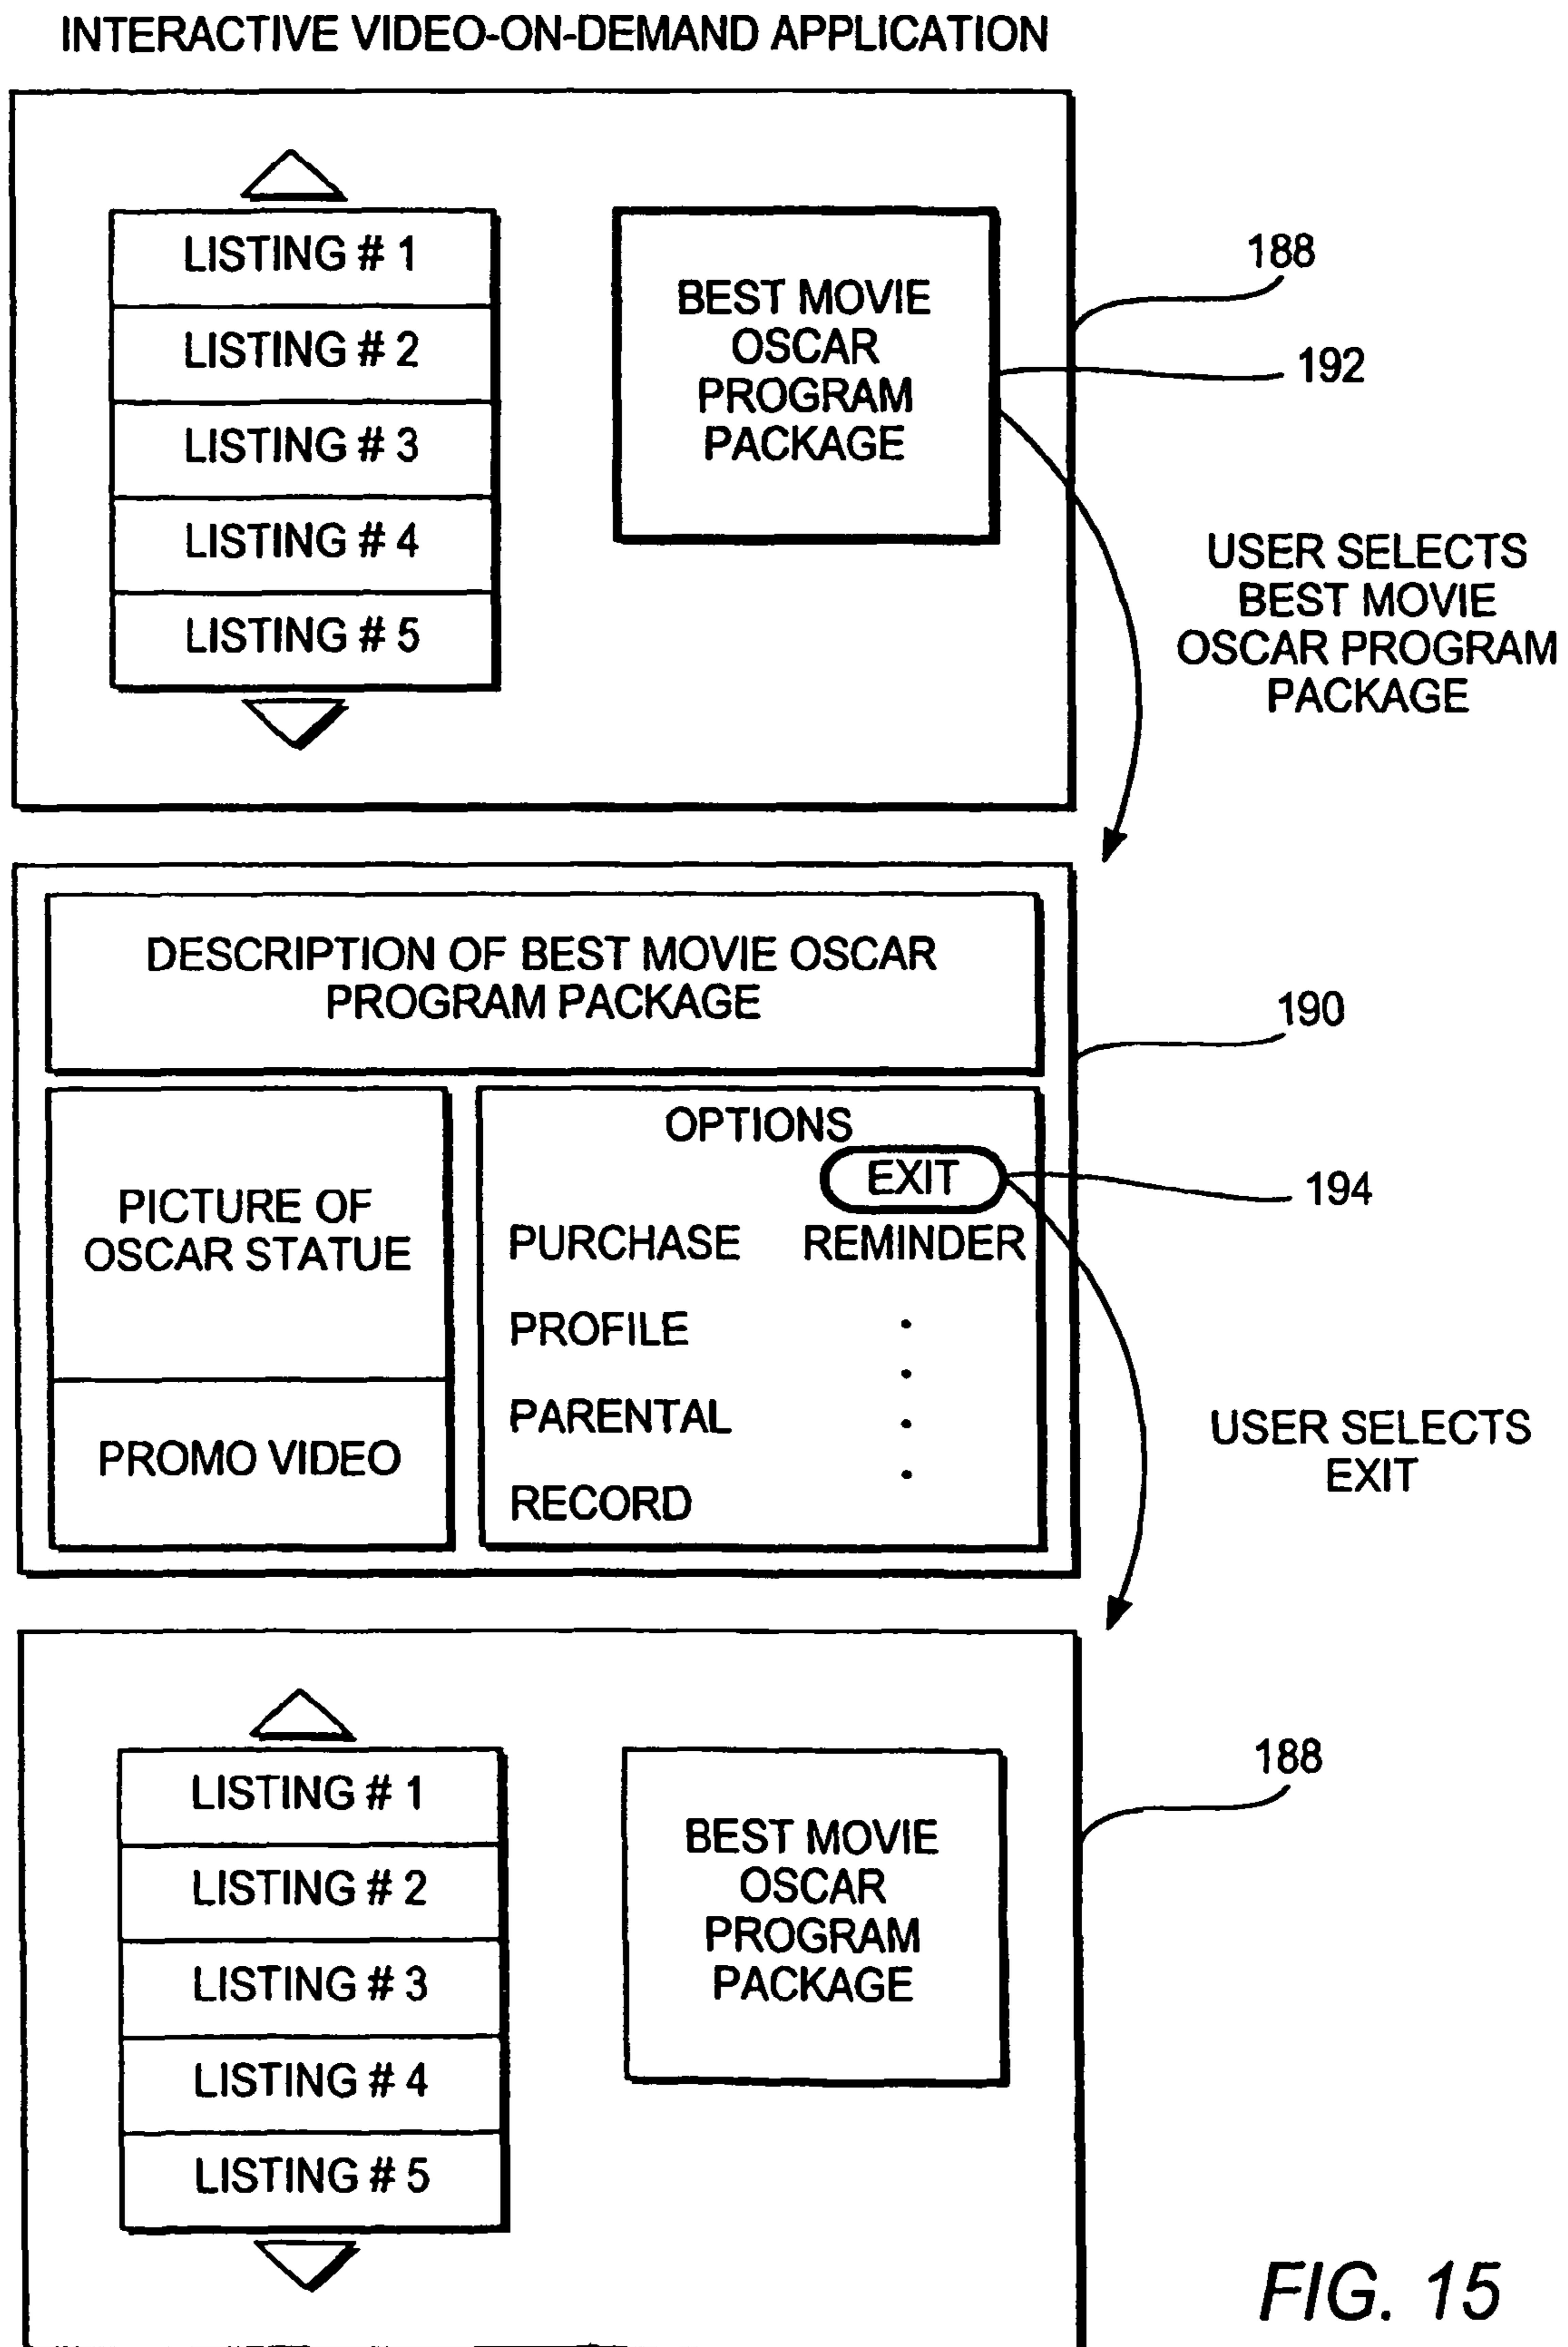 INTERACTIVE VIDEO-ON-DEMAND APPLICATION
LISTING # 1
LISTING # 2
LISTING # 3
LISTING # 4
LISTING # 5
BEST MOVIE
OSCAR
PROGRAM
PACKAGE
188
192
USER SELECTS
BEST MOVIE
OSCAR PROGRAM
PACKAGE
DESCRIPTION OF BEST MOVIE OSCAR
PROGRAM PACKAGE
190
PICTURE OF
OSCAR STATUE
PROMO VIDEO
OPTIONS
EXIT
194
PURCHASE REMINDER
PROFILE
PARENTAL
RECORD
USER SELECTS
EXIT
LISTING # 1
LISTING # 2
LISTING # 3
LISTING # 4
LISTING # 5
BEST MOVIE
OSCAR
PROGRAM
PACKAGE
188
FIG. 15